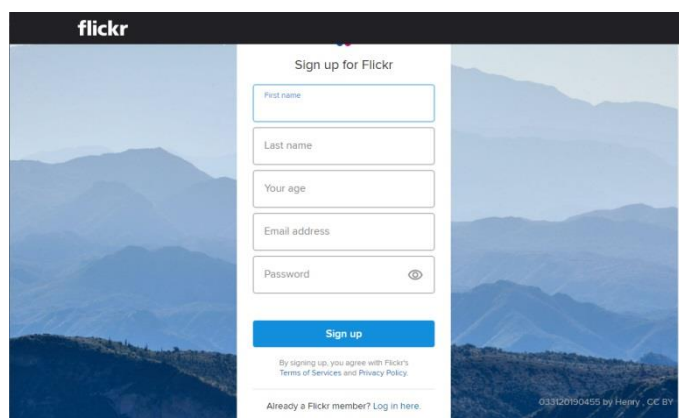 flickr
Sign up for Flickr
First name
Last name
Your age
Email address
Password
Sign up
By signing up, you agree with Flickr's
Terms of Services and Privacy Policy.
Already a Flickr member? Log in here.
033120190455 by Henry , CC BY